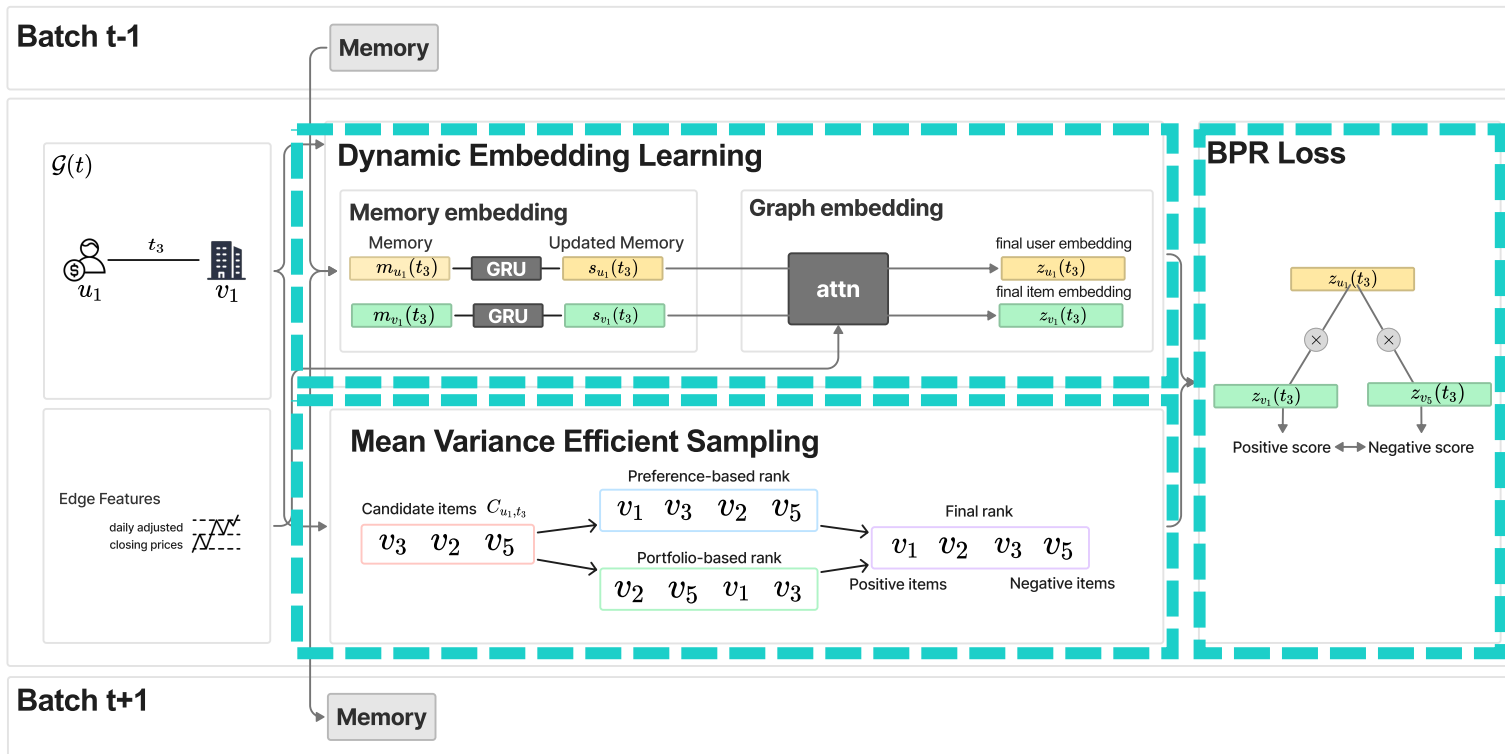 Batch t-1
Memory
𝒢(t)
t₃
u₁
v₁
Edge Features
daily adjusted
closing prices
Dynamic Embedding Learning
Memory embedding
Memory
Updated Memory
m_{u₁}(t₃)
GRU
s_{u₁}(t₃)
m_{v₁}(t₃)
GRU
s_{v₁}(t₃)
Graph embedding
attn
final user embedding
z_{u₁}(t₃)
final item embedding
z_{v₁}(t₃)
Mean Variance Efficient Sampling
Candidate items C_{u₁,t₃}
v₃ v₂ v₅
Preference-based rank
v₁ v₃ v₂ v₅
Portfolio-based rank
v₂ v₅ v₁ v₃
Final rank
v₁ v₂ v₃ v₅
Positive items
Negative items
BPR Loss
z_{u₁}(t₃)
×
×
z_{v₁}(t₃)
z_{v₅}(t₃)
Positive score
Negative score
Batch t+1
Memory